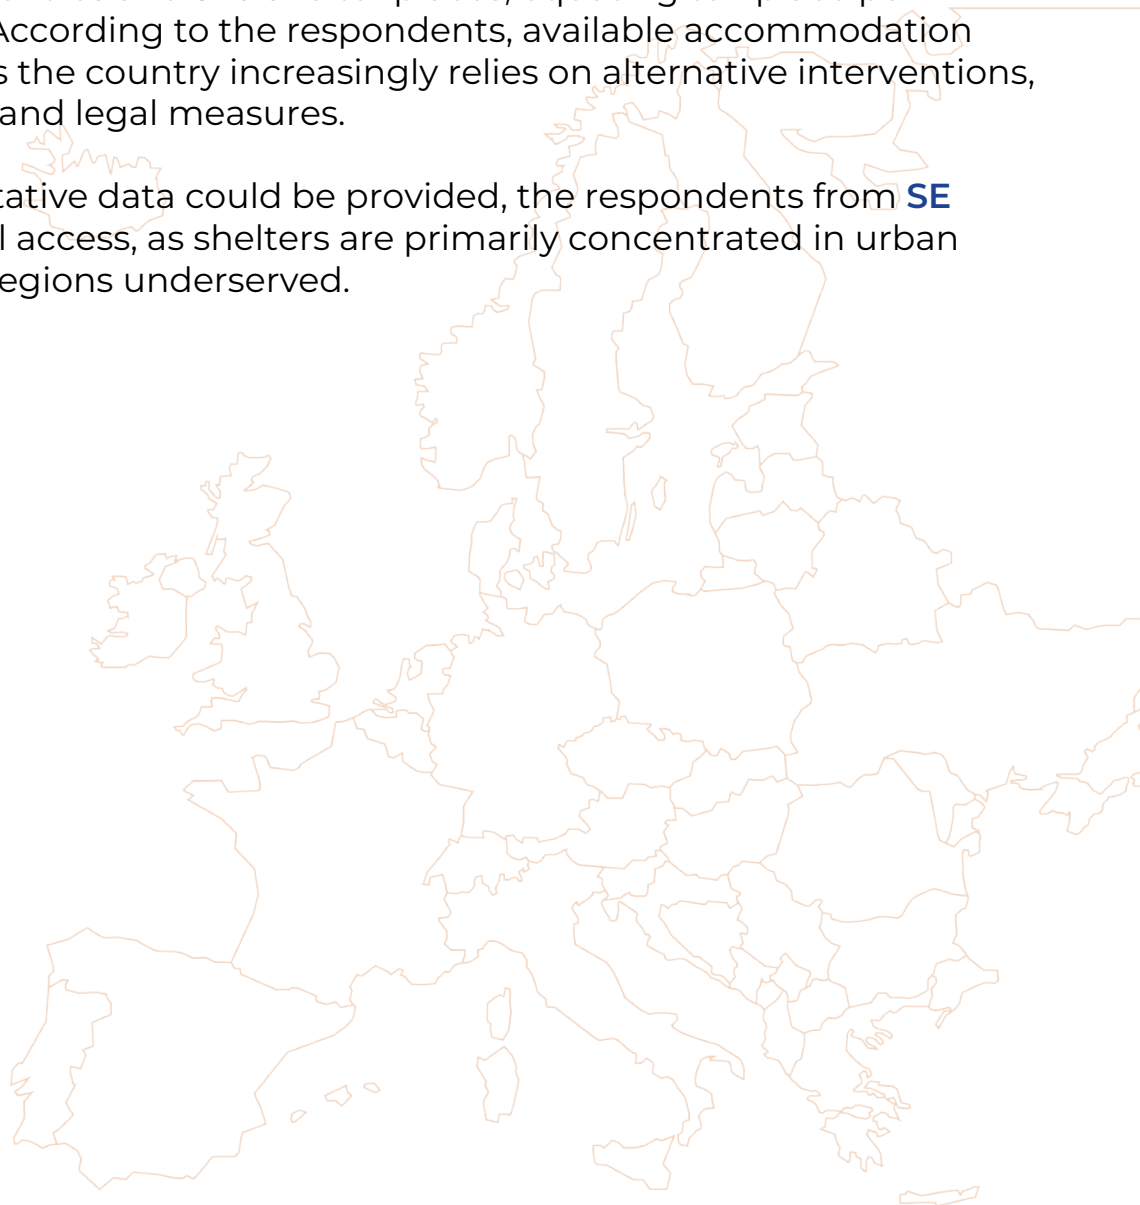 According to the respondents, available accommodation
s the country increasingly relies on alternative interventions,
and legal measures.
tative data could be provided, the respondents from SE
l access, as shelters are primarily concentrated in urban
egions underserved.